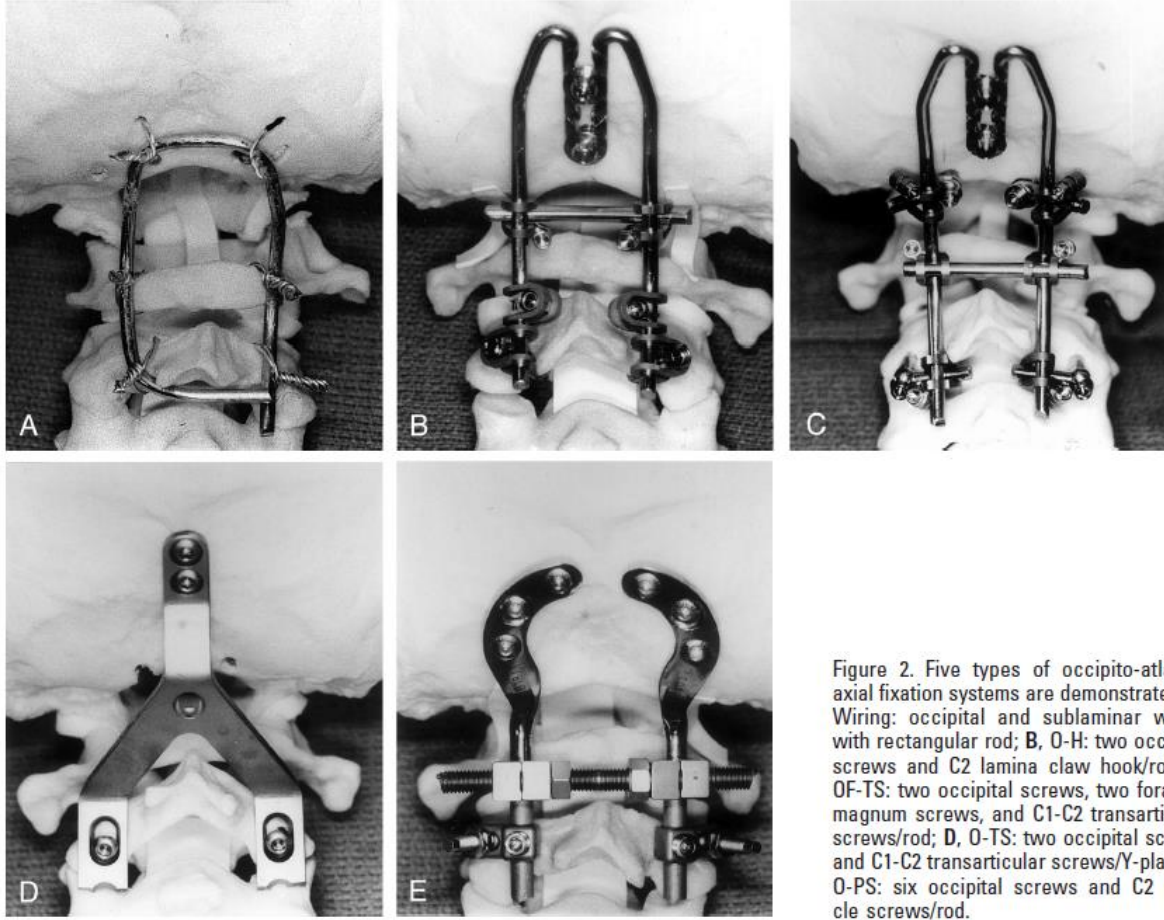 A
B
C
D
E
Figure 2. Five types of occipito-atla
axial fixation systems are demonstrate
Wiring: occipital and sublaminar w
with rectangular rod; B, O-H: two occ
screws and C2 lamina claw hook/ro
OF-TS: two occipital screws, two fora
magnum screws, and C1-C2 transarti
screws/rod; D, O-TS: two occipital sc
and C1-C2 transarticular screws/Y-pla
O-PS: six occipital screws and C2
cle screws/rod.